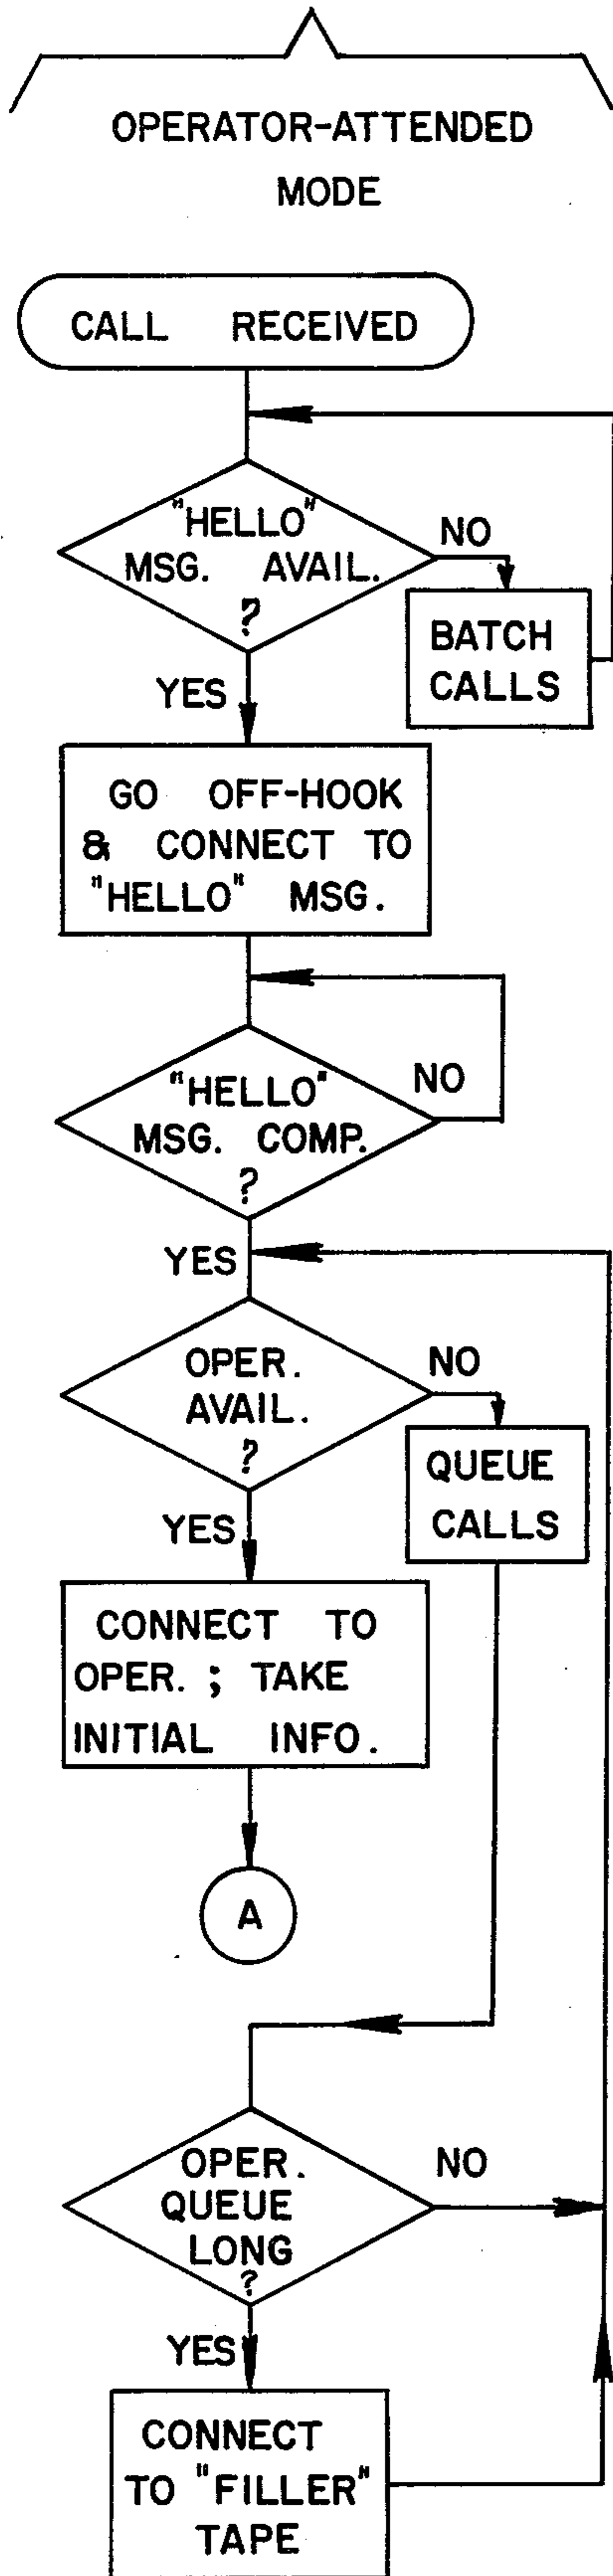 OPERATOR-ATTENDED
MODE
CALL RECEIVED
"HELLO"
MSG. AVAIL.
?
NO
BATCH
CALLS
YES
GO OFF-HOOK
& CONNECT TO
"HELLO" MSG.
"HELLO"
MSG. COMP.
?
NO
YES
OPER.
AVAIL.
?
NO
QUEUE
CALLS
YES
CONNECT TO
OPER. ; TAKE
INITIAL INFO.
A
OPER.
QUEUE
LONG
?
NO
YES
CONNECT
TO "FILLER"
TAPE